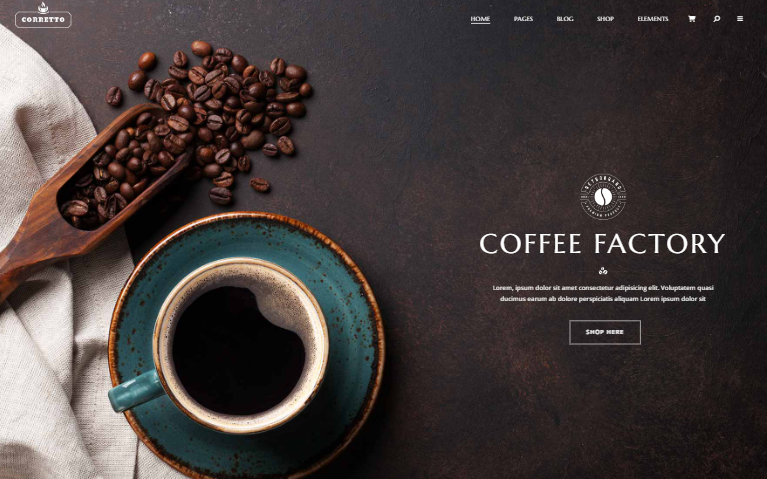 CORRETTO
HOME
PAGES
BLOG
SHOP
ELEMENTS
COFFEE FACTORY
Lorem, ipsum dolor sit amet consectetur adipisicing elit. Voluptatem quasi
ducimus earum ab dolore perspiciatis aliquam Lorem ipsum dolor sit
SHOP HERE